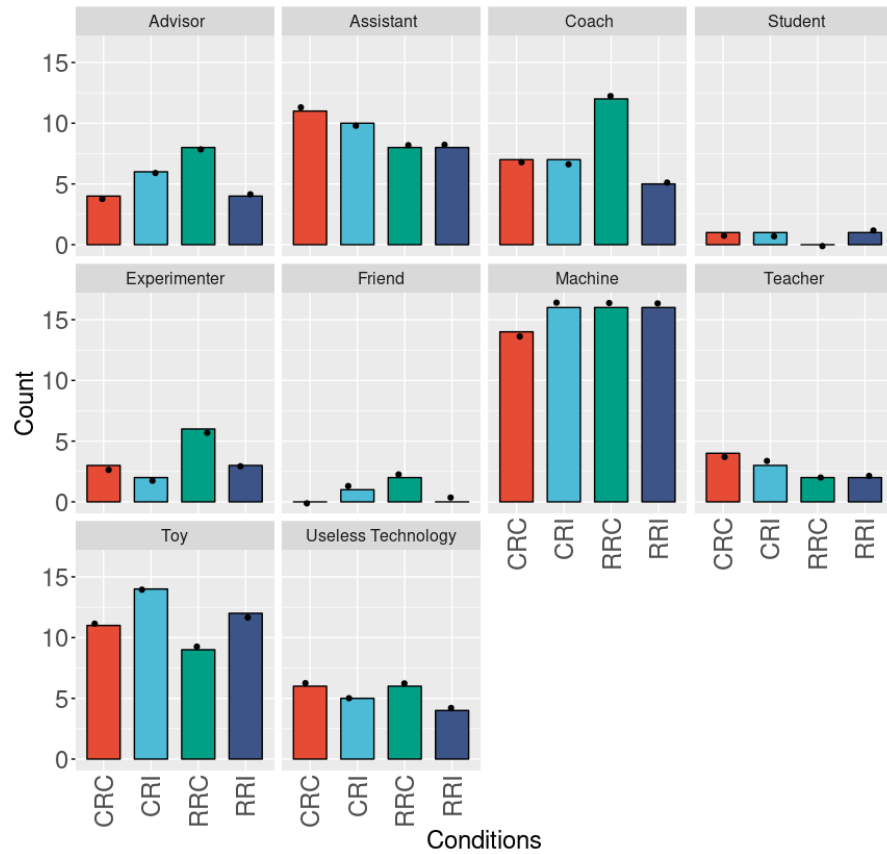 Advisor Assistant Coach Student
15
10
5
0
Experimenter Friend Machine Teacher
15
10
5
0
Count
CRC CRI RRC RRI CRC CRI RRC RRI
Toy Useless Technology
15
10
5
0
CRC CRI RRC RRI CRC CRI RRC RRI
Conditions